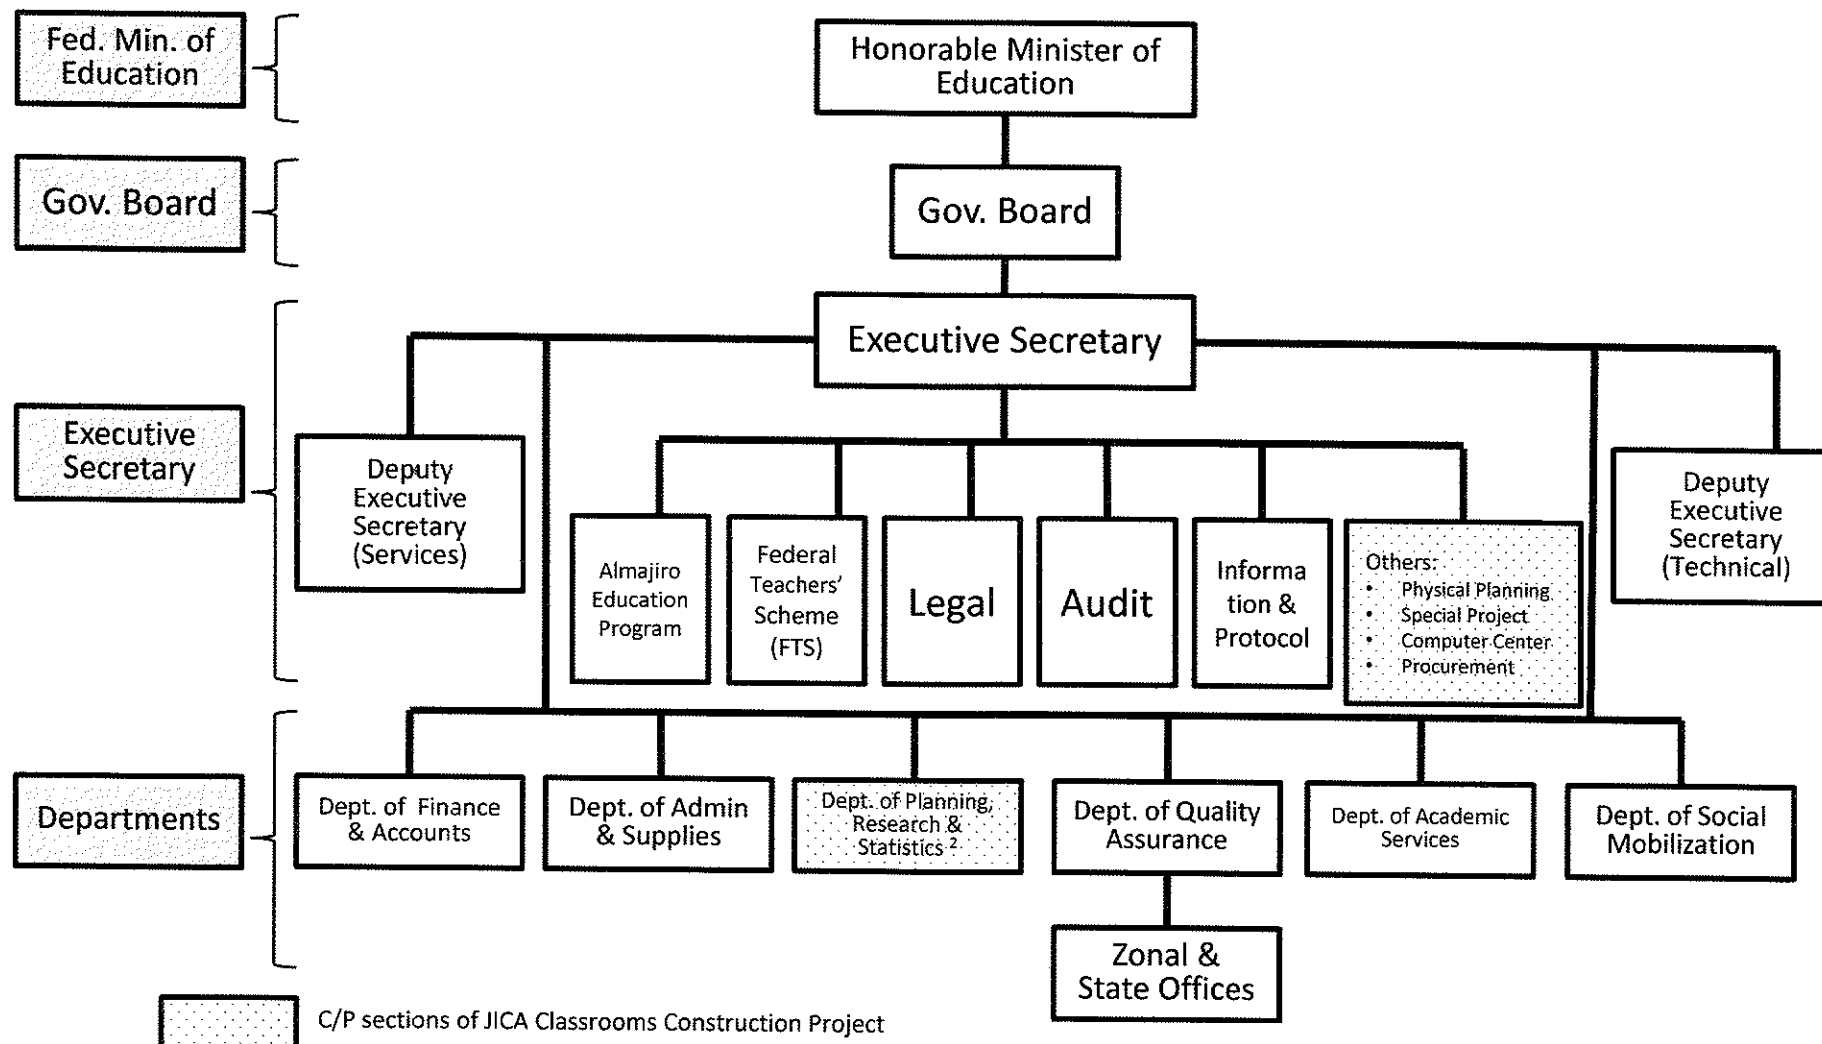 Fed. Min. of
Education
Honorable Minister of
Education
Gov. Board
Gov. Board
Executive Secretary
Executive
Secretary
Deputy
Executive
Secretary
(Services)
Almajiro
Education
Program
Federal
Teachers'
Scheme
(FTS)
Legal
Audit
Informa
tion &
Protocol
Others:
• Physical Planning
• Special Project
• Computer Center
• Procurement
Deputy
Executive
Secretary
(Technical)
Departments
Dept. of Finance
& Accounts
Dept. of Admin
& Supplies
Dept. of Planning,
Research &
Statistics ²
Dept. of Quality
Assurance
Dept. of Academic
Services
Dept. of Social
Mobilization
Zonal &
State Offices
C/P sections of JICA Classrooms Construction Project